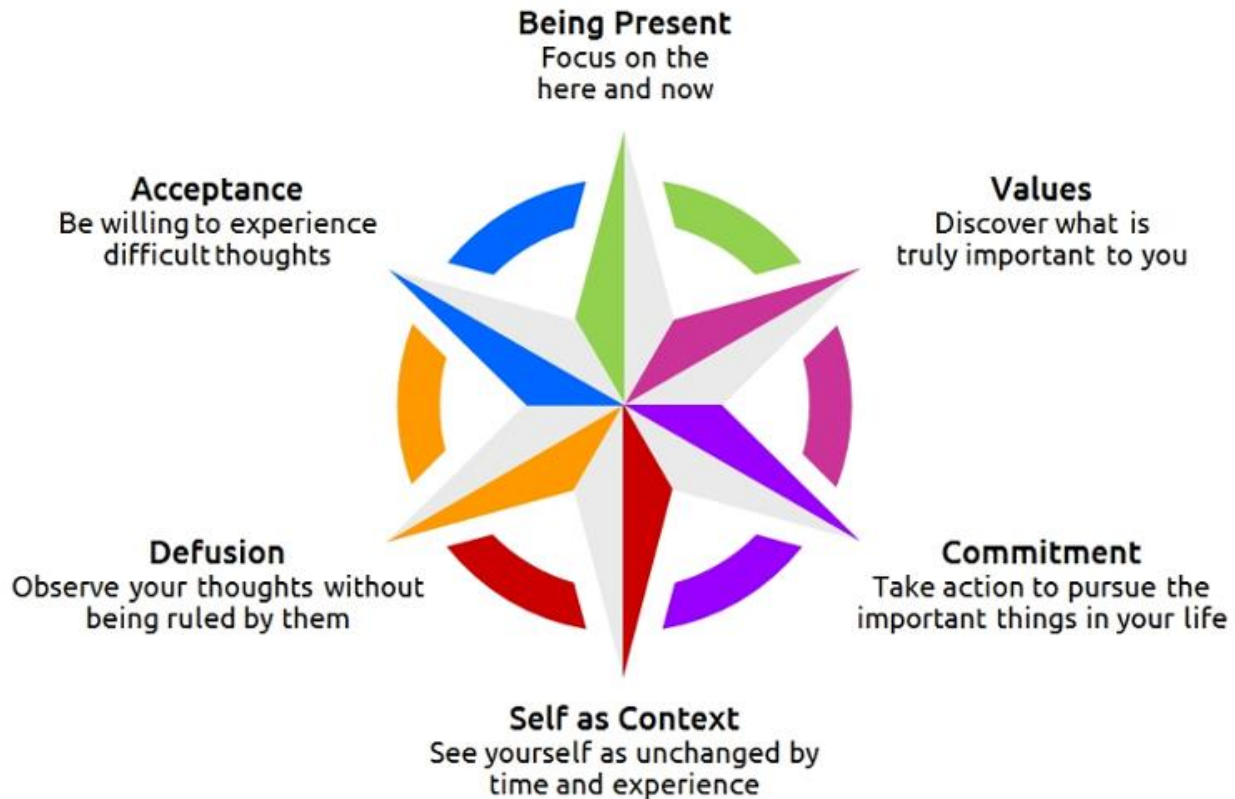 Being Present
Focus on the
here and now
Acceptance
Be willing to experience
difficult thoughts
Values
Discover what is
truly important to you
Defusion
Observe your thoughts without
being ruled by them
Commitment
Take action to pursue the
important things in your life
Self as Context
See yourself as unchanged by
time and experience